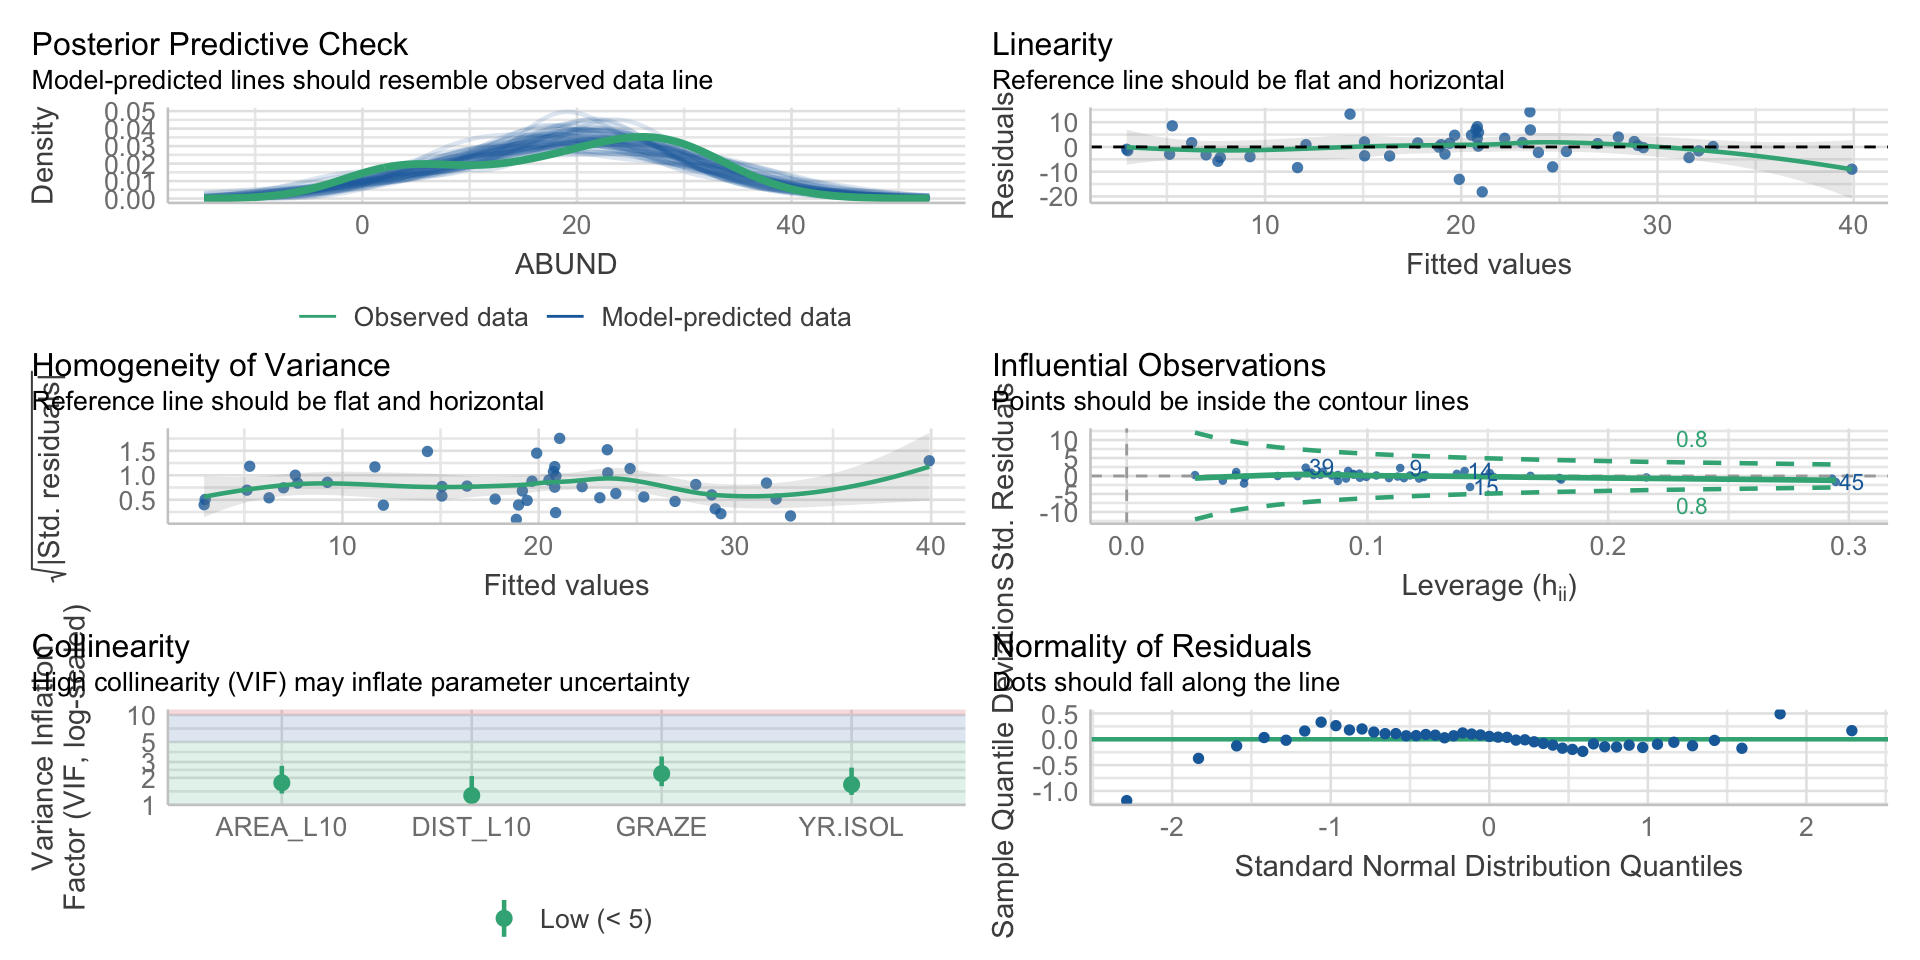 Posterior Predictive Check
Model-predicted lines should resemble observed data line
Density
0.05
0.04
0.03
0.02
0.01
0.00
0
20
40
ABUND
Observed data
Model-predicted data
Linearity
Reference line should be flat and horizontal
Residuals
10
0
-10
-20
10
20
30
40
Fitted values
Homogeneity of Variance
Reference line should be flat and horizontal
√|Std. residuals|
1.5
1.0
0.5
10
20
30
40
Fitted values
Influential Observations
Points should be inside the contour lines
Std. Residuals
10
5
0
-5
-10
0.8
39
9
14
15
45
0.8
0.0
0.1
0.2
0.3
Leverage (hii)
Collinearity
High collinearity (VIF) may inflate parameter uncertainty
Variance Inflation
Factor (VIF, log-scaled)
10
5
3
2
1
AREA_L10
DIST_L10
GRAZE
YR.ISOL
Low (< 5)
Normality of Residuals
Dots should fall along the line
Sample Quantile Deviations
0.5
0.0
-0.5
-1.0
-2
-1
0
1
2
Standard Normal Distribution Quantiles